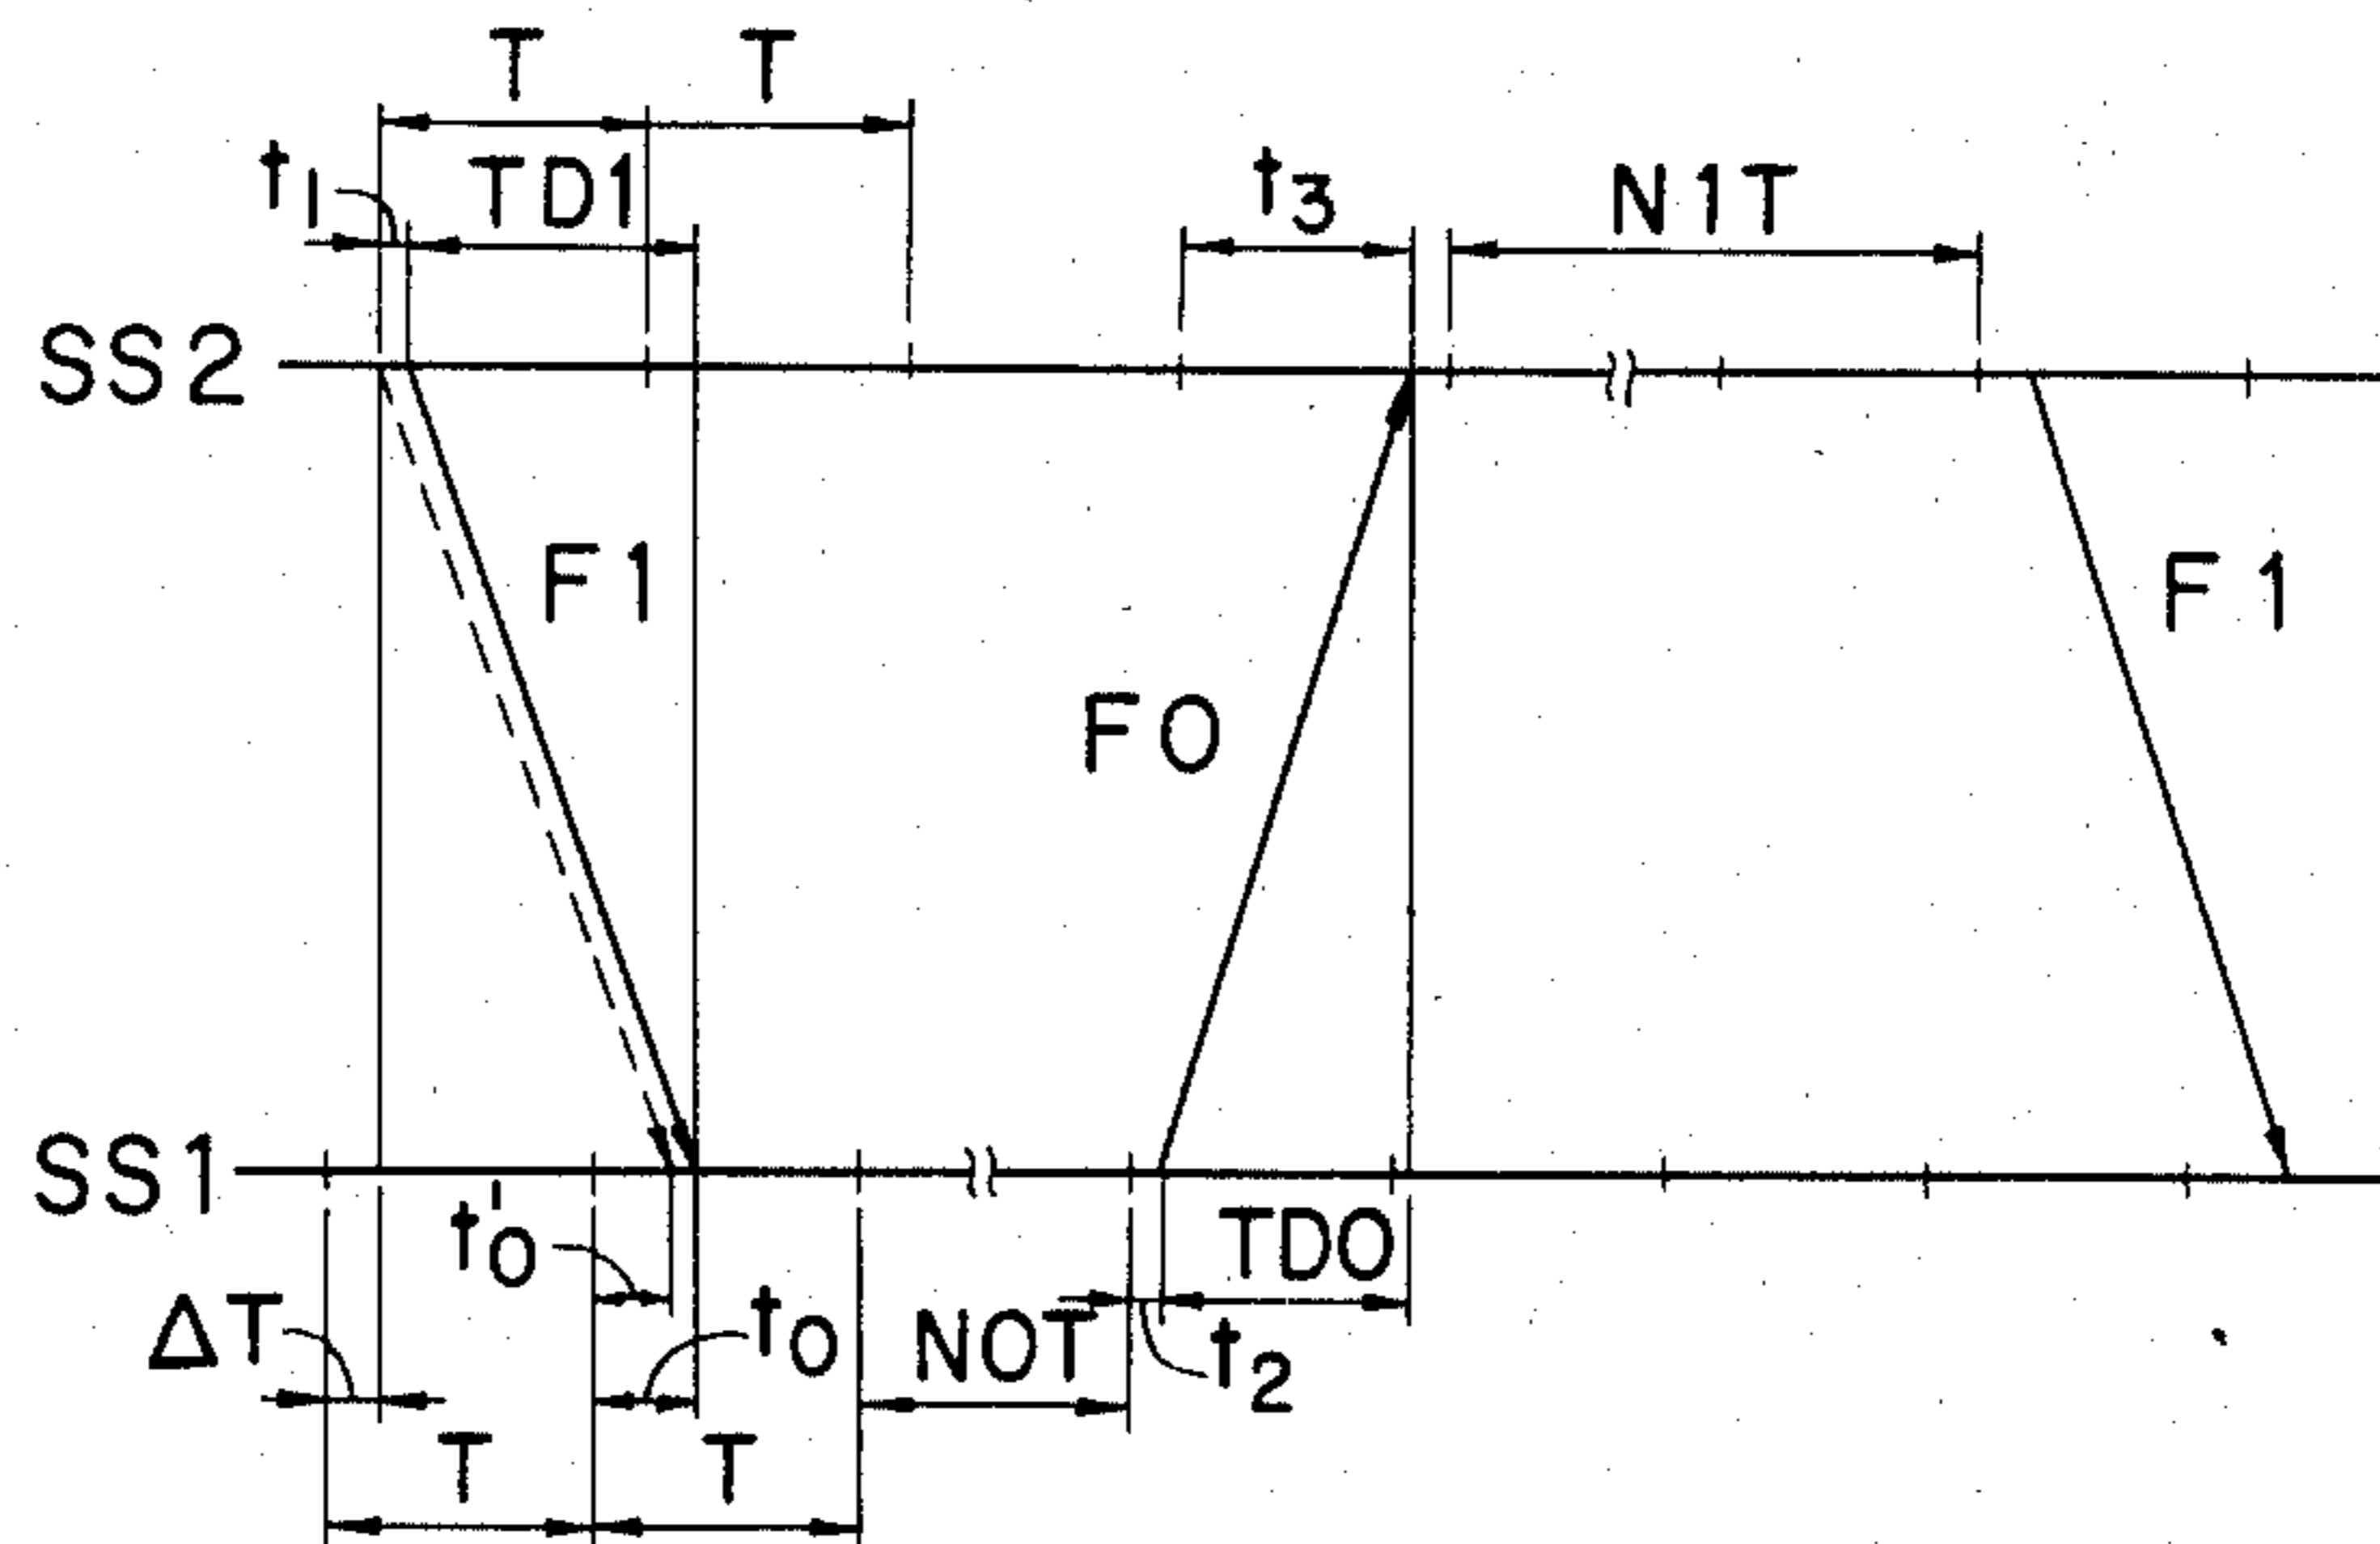 T T
t1 TD1 t3 N1T
SS2
F1 F1
F0
SS1
t'0 TD0
ΔT t0 N0T t2
T T